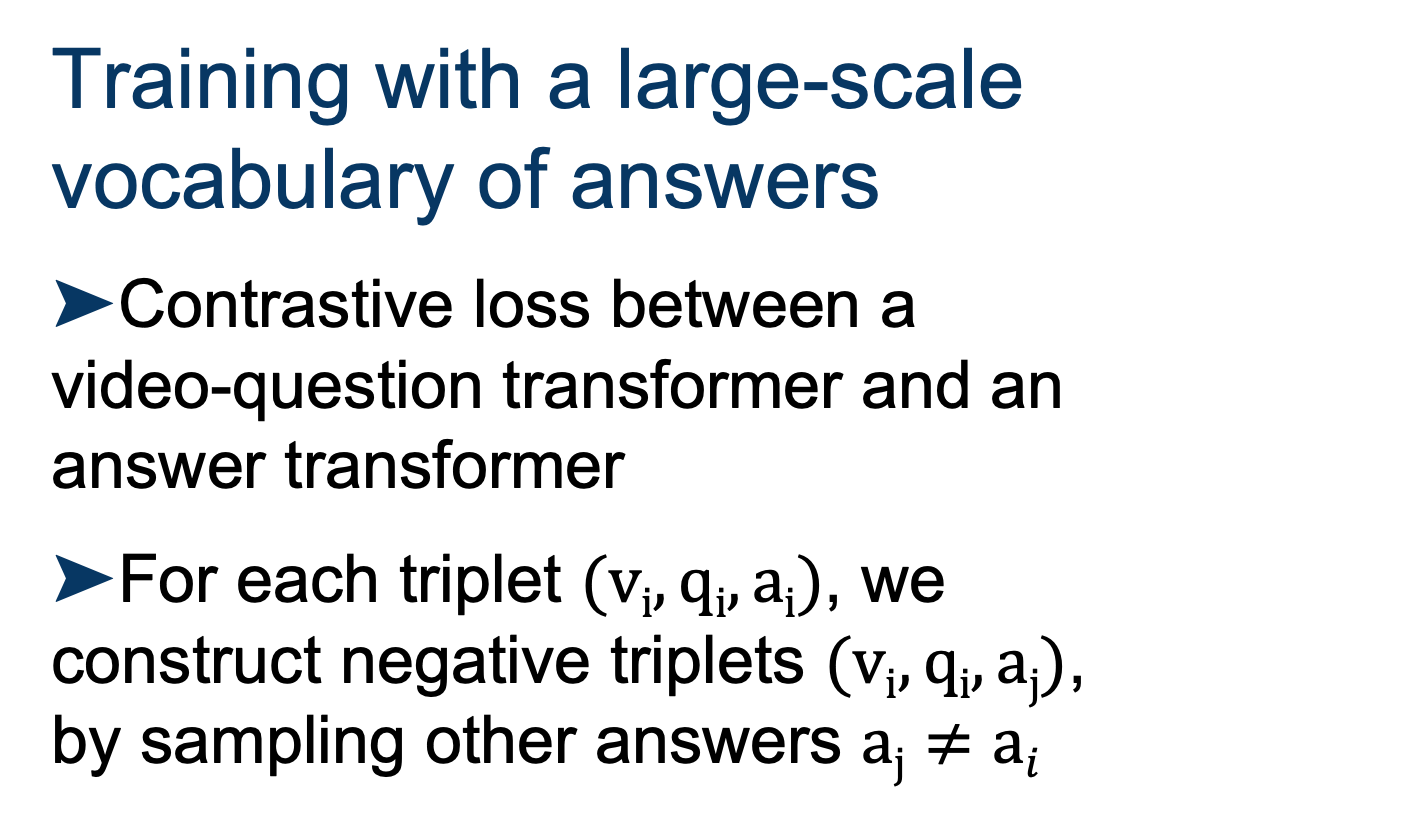 Training with a large-scale
vocabulary of answers
➤Contrastive loss between a
video-question transformer and an
answer transformer
➤For each triplet (vᵢ, qᵢ, aᵢ), we
construct negative triplets (vᵢ, qᵢ, aⱼ),
by sampling other answers aⱼ ≠ aᵢ